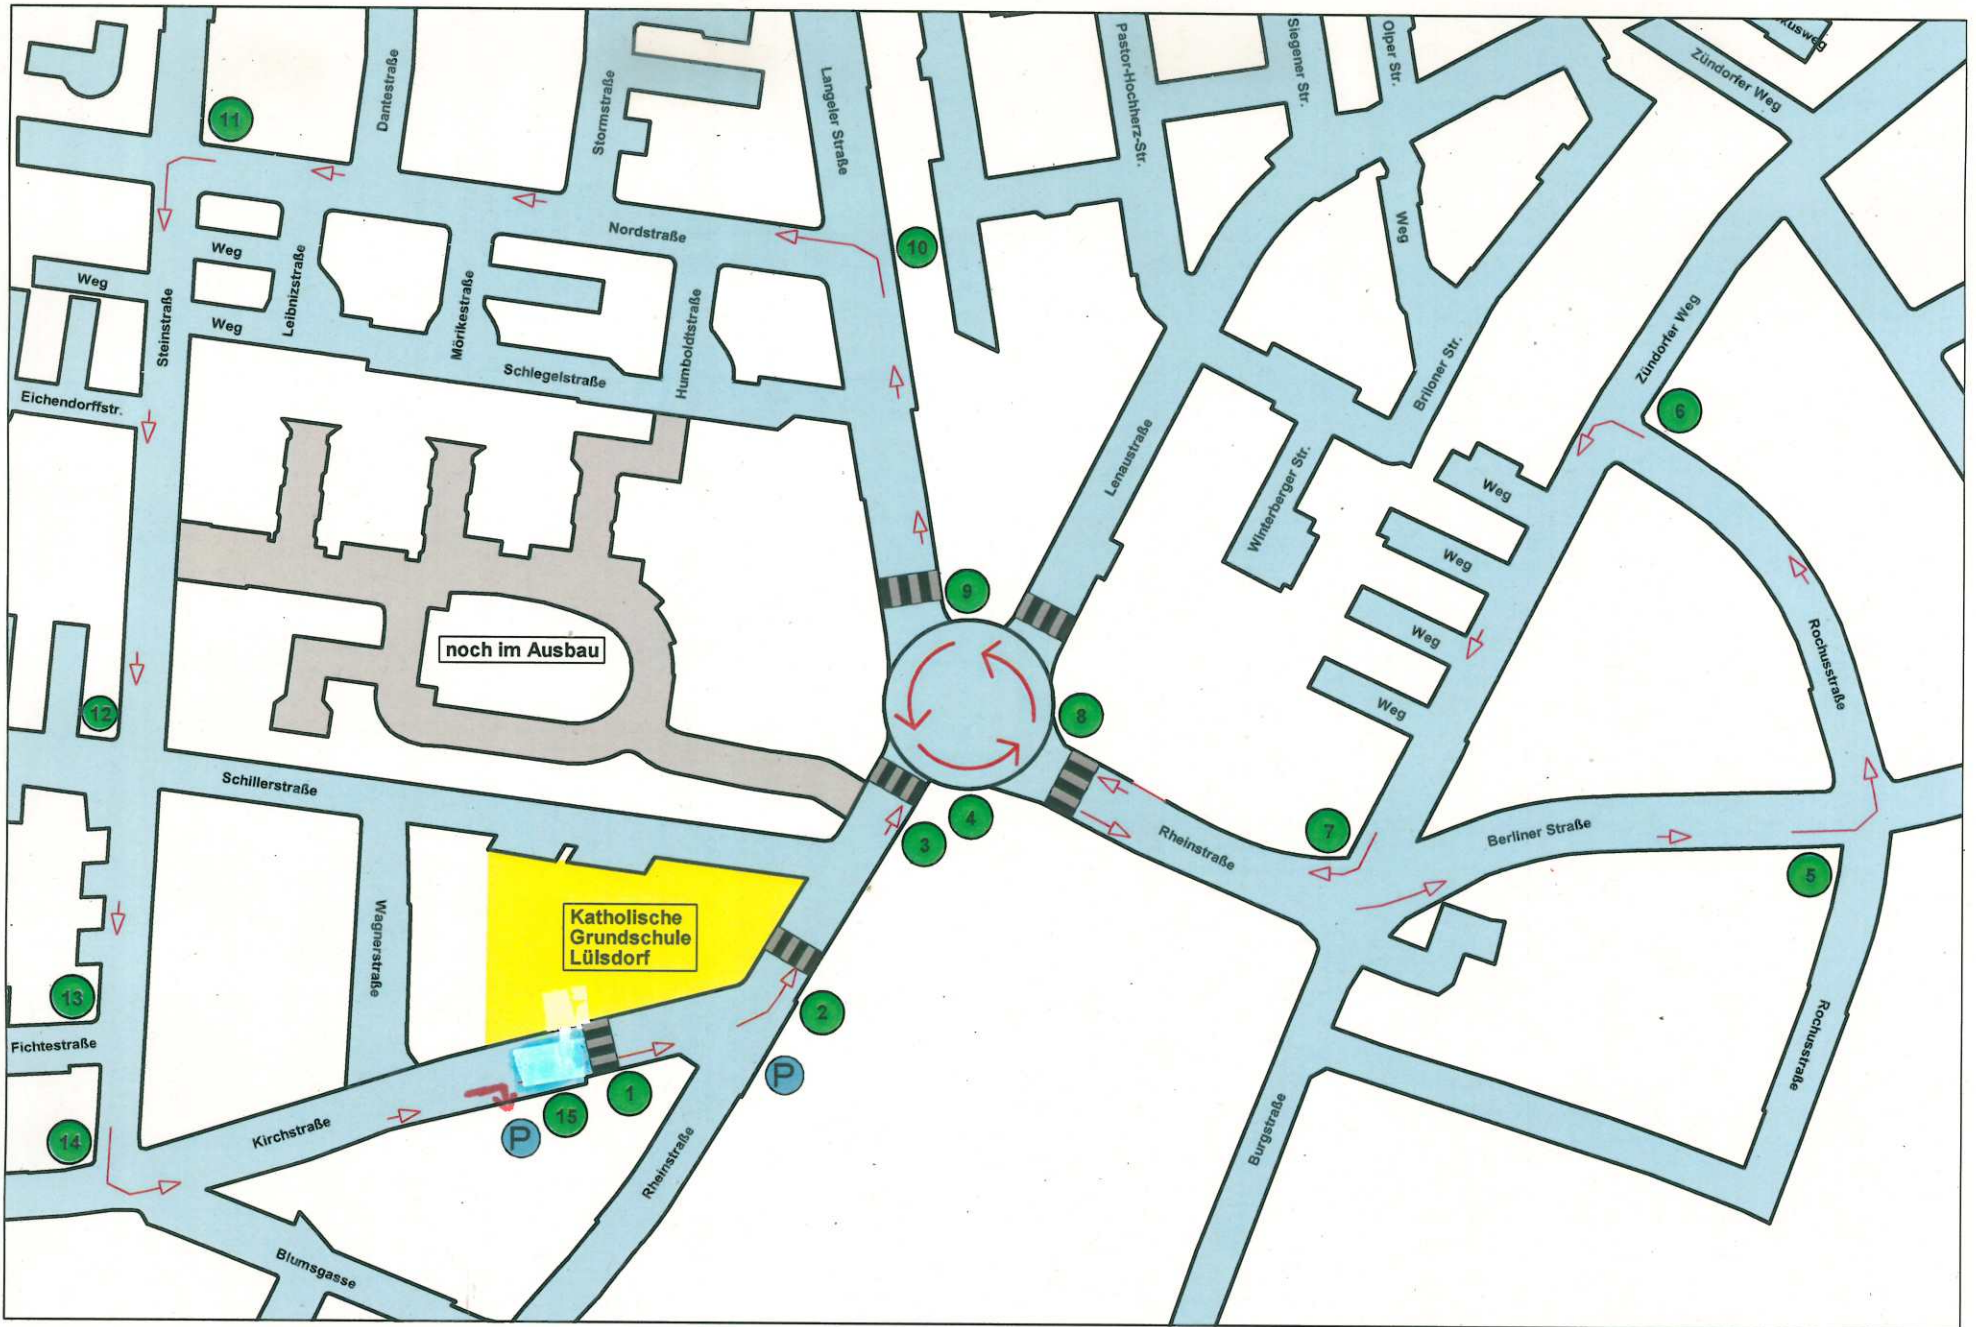 11
Dantestraße
Stormstraße
Langeler Straße
10
Pastor-Hochherz-Str.
Siegener Str.
Olper Str.
Zündorfer Weg
Nordstraße
Weg
Weg
Weg
Weg
Steinstraße
Leibnizstraße
Mörikestraße
Humboldtstraße
Schlegelstraße
Eichendorffstr.
Lenaustraße
Winterberger Str.
Briloner Str.
Zündorfer Weg
6
Weg
Weg
Weg
Weg
Rochusstraße
noch im Ausbau
9
8
12
Schillerstraße
3
4
Rheinstraße
7
Berliner Straße
5
Wagnerstraße
Katholische
Grundschule
Lülsdorf
13
2
Fichtestraße
P
1
15
P
14
Kirchstraße
Rheinstraße
Burgstraße
Rochusstraße
Blumsgasse